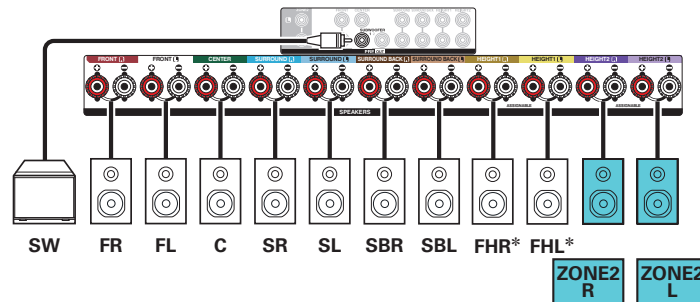 SUBWOOFER
PRE OUT
FRONT R FRONT L CENTER SURROUND R SURROUND L SURROUND BACK R SURROUND BACK L HEIGHT1 R HEIGHT1 L HEIGHT2 R HEIGHT2 L
ASSIGNABLE ASSIGNABLE
SPEAKERS
SW FR FL C SR SL SBR SBL FHR* FHL*
ZONE2 R
ZONE2 L